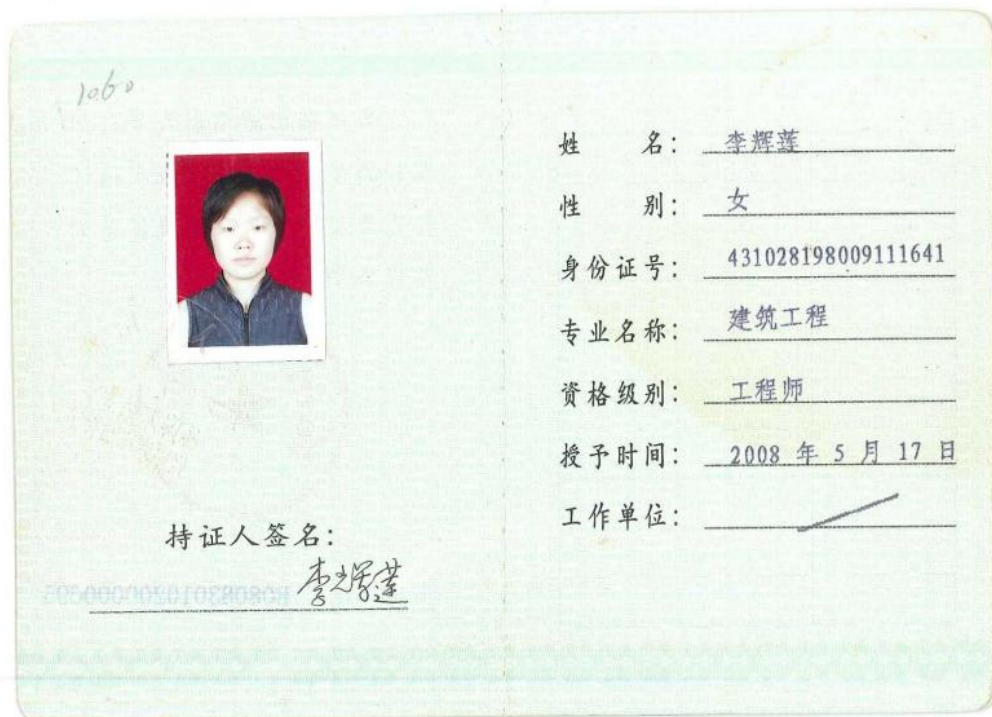 1060
姓 名: 李辉莲
性 别: 女
身份证号: 431028198009111641
专业名称: 建筑工程
资格级别: 工程师
授予时间: 2008 年 5 月 17 日
工作单位:
持证人签名:
李辉莲